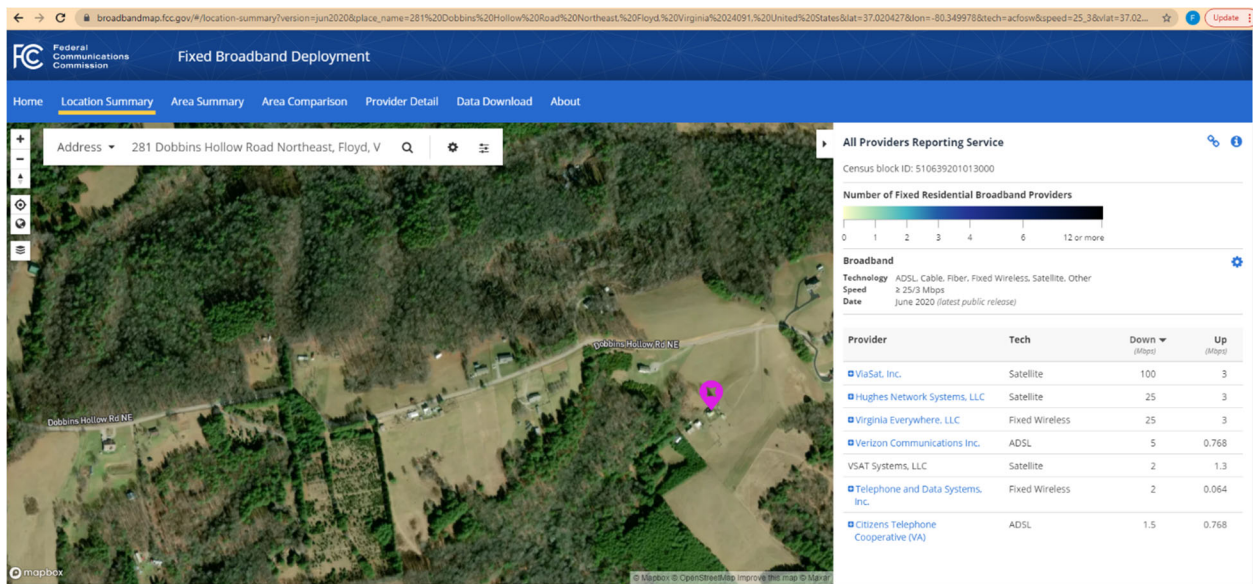 broadbandmap.fcc.gov/#/location-summary?version=jun2020&place_name=281%20Dobbins%20Hollow%20Road%20Northeast,%20Floyd,%20Virginia%2024091,%20United%20States&lat=37.020427&lon=-80.349978&tech=acfosw&speed=25_3&vlat=37.02...
F
Update
FC
Federal
Communications
Commission
Fixed Broadband Deployment
Home Location Summary Area Summary Area Comparison Provider Detail Data Download About
Address 281 Dobbins Hollow Road Northeast, Floyd, V
Dobbins Hollow Rd NE
Dobbins Hollow Rd NE
mapbox
© Mapbox © OpenStreetMap Improve this map © Maxar
All Providers Reporting Service
Census block ID: 510639201013000
Number of Fixed Residential Broadband Providers
0 1 2 3 4 6 12 or more
Broadband
Technology ADSL, Cable, Fiber, Fixed Wireless, Satellite, Other
Speed ≥ 25/3 Mbps
Date June 2020 (latest public release)
Provider Tech Down Up
(Mbps) (Mbps)
ViaSat, Inc. Satellite 100 3
Hughes Network Systems, LLC Satellite 25 3
Virginia Everywhere, LLC Fixed Wireless 25 3
Verizon Communications Inc. ADSL 5 0.768
VSAT Systems, LLC Satellite 2 1.3
Telephone and Data Systems, Fixed Wireless 2 0.064
Inc.
Citizens Telephone ADSL 1.5 0.768
Cooperative (VA)